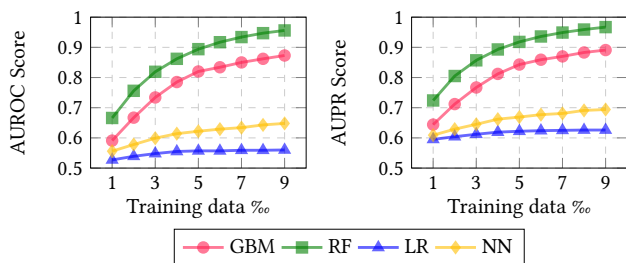 AUROC Score
1
0.9
0.8
0.7
0.6
0.5
1 3 5 7 9
Training data ‰
AUPR Score
1
0.9
0.8
0.7
0.6
0.5
1 3 5 7 9
Training data ‰
GBM RF LR NN